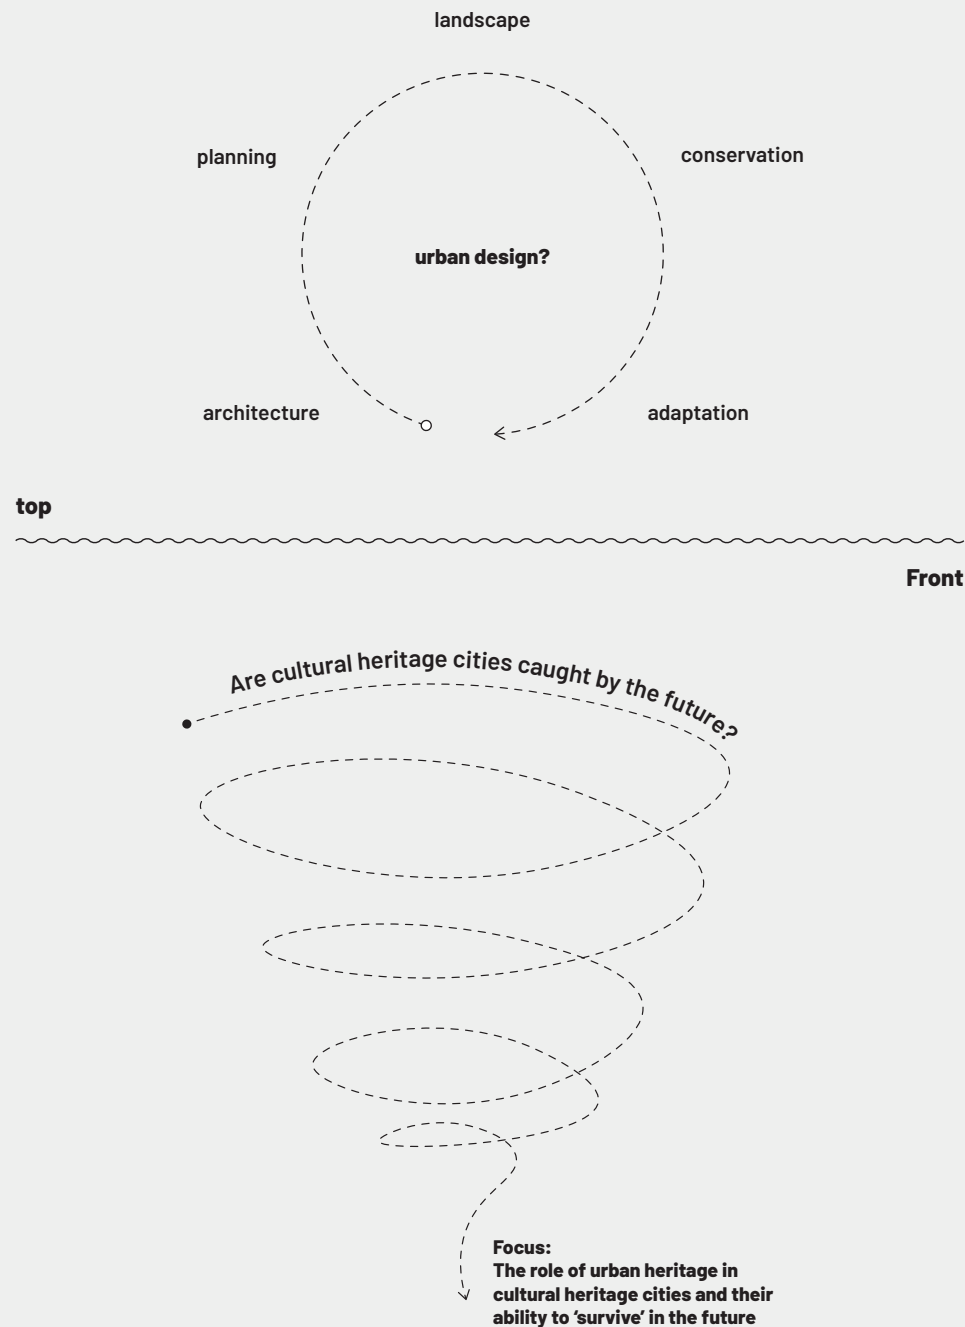 landscape
planning
conservation
urban design?
architecture
adaptation
top
Front
Are cultural heritage cities caught by the future?
Focus:
The role of urban heritage in
cultural heritage cities and their
ability to ‘survive’ in the future